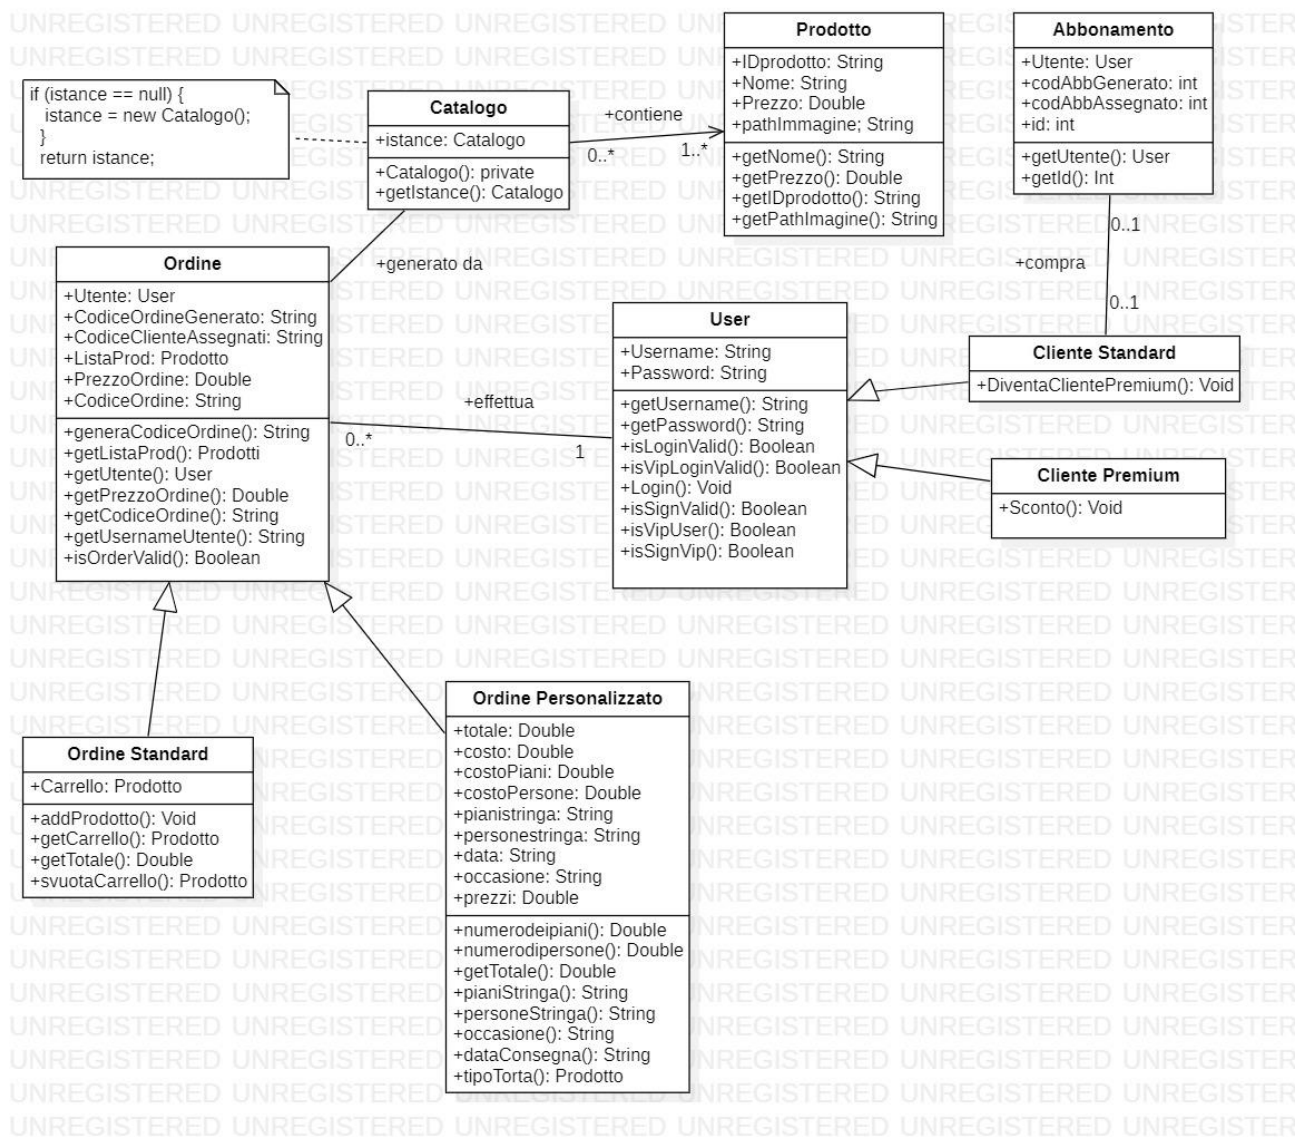 if (istance == null) {
istance = new Catalogo();
}
return istance;
Catalogo
+istance: Catalogo
+Catalogo(): private
+getIstance(): Catalogo
+contiene
0..*
1..*
Prodotto
+IDprodotto: String
+Nome: String
+Prezzo: Double
+pathImmagine; String
+getNome(): String
+getPrezzo(): Double
+getIDprodotto(): String
+getPathImagine(): String
Abbonamento
+Utente: User
+codAbbGenerato: int
+codAbbAssegnato: int
+id: int
+getUtente(): User
+getId(): Int
0..1
+compra
0..1
+generato da
Ordine
+Utente: User
+CodiceOrdineGenerato: String
+CodiceClienteAssegnati: String
+ListaProd: Prodotto
+PrezzoOrdine: Double
+CodiceOrdine: String
+generaCodiceOrdine(): String
+getListaProd(): Prodotti
+getUtente(): User
+getPrezzoOrdine(): Double
+getCodiceOrdine(): String
+getUsernameUtente(): String
+isOrderValid(): Boolean
+effettua
0..*
1
User
+Username: String
+Password: String
+getUsername(): String
+getPassword(): String
+isLoginValid(): Boolean
+isVipLoginValid(): Boolean
+Login(): Void
+isSignValid(): Boolean
+isVipUser(): Boolean
+isSignVip(): Boolean
Cliente Standard
+DiventaClientePremium(): Void
Cliente Premium
+Sconto(): Void
Ordine Standard
+Carrello: Prodotto
+addProdotto(): Void
+getCarrello(): Prodotto
+getTotale(): Double
+svuotaCarrello(): Prodotto
Ordine Personalizzato
+totale: Double
+costo: Double
+costoPiani: Double
+costoPersone: Double
+pianistringa: String
+personestringa: String
+data: String
+occasione: String
+prezzi: Double
+numerodeipiani(): Double
+numerodipersone(): Double
+getTotale(): Double
+pianiStringa(): String
+personeStringa(): String
+occasione(): String
+dataConsegna(): String
+tipoTorta(): Prodotto
UNREGISTERED